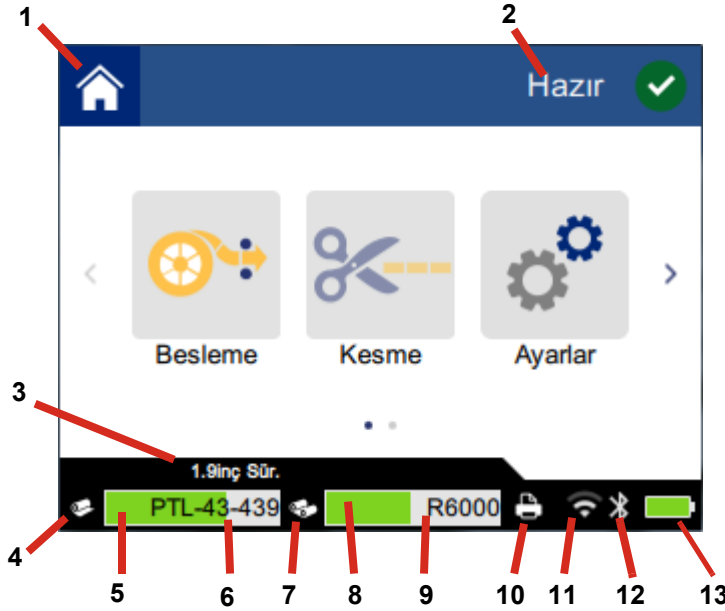 1
2
Hazır
Besleme
Kesme
Ayarlar
3
1.9inç Sür.
PTL-43-439
R6000
4
5
6
7
8
9
10
11
12
13